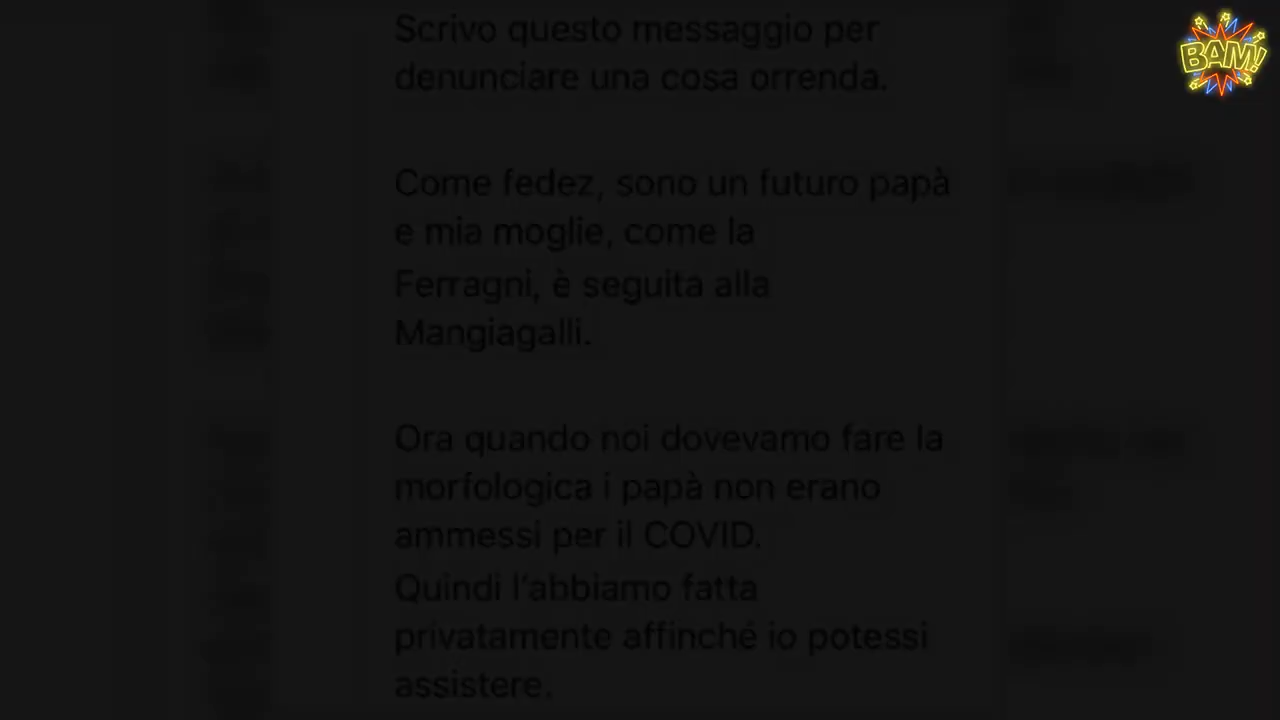 BAM!
Scrivo questo messaggio per
denunciare una cosa orrenda.
Come fedez, sono un futuro papà
e mia moglie, come la
Ferragni, è seguita alla
Mangiagalli.
Ora quando noi dovevamo fare la
morfologica i papà non erano
ammessi per il COVID.
Quindi l'abbiamo fatta
privatamente affinché io potessi
assistere.